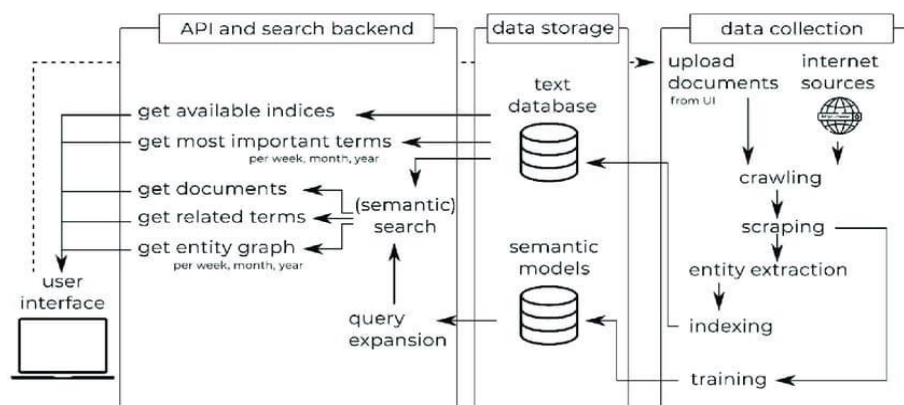 API and search backend
data storage
data collection
upload
documents
from UI
internet
sources
text
database
get available indices
get most important terms
per week, month, year
get documents
(semantic)
search
get related terms
get entity graph
per week, month, year
crawling
scraping
entity extraction
indexing
training
semantic
models
query
expansion
user
interface